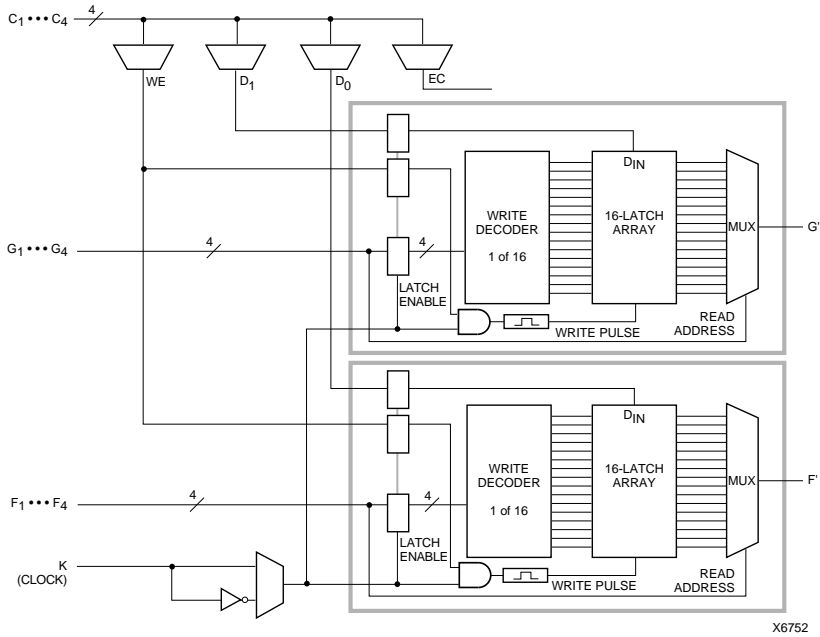 C1 ••• C4
4
WE
D1
D0
EC
DIN
WRITE
DECODER
1 of 16
16-LATCH
ARRAY
MUX
G'
G1 ••• G4
4
4
LATCH
ENABLE
WRITE PULSE
READ
ADDRESS
DIN
WRITE
DECODER
1 of 16
16-LATCH
ARRAY
MUX
F'
F1 ••• F4
4
4
LATCH
ENABLE
K
(CLOCK)
WRITE PULSE
READ
ADDRESS
X6752